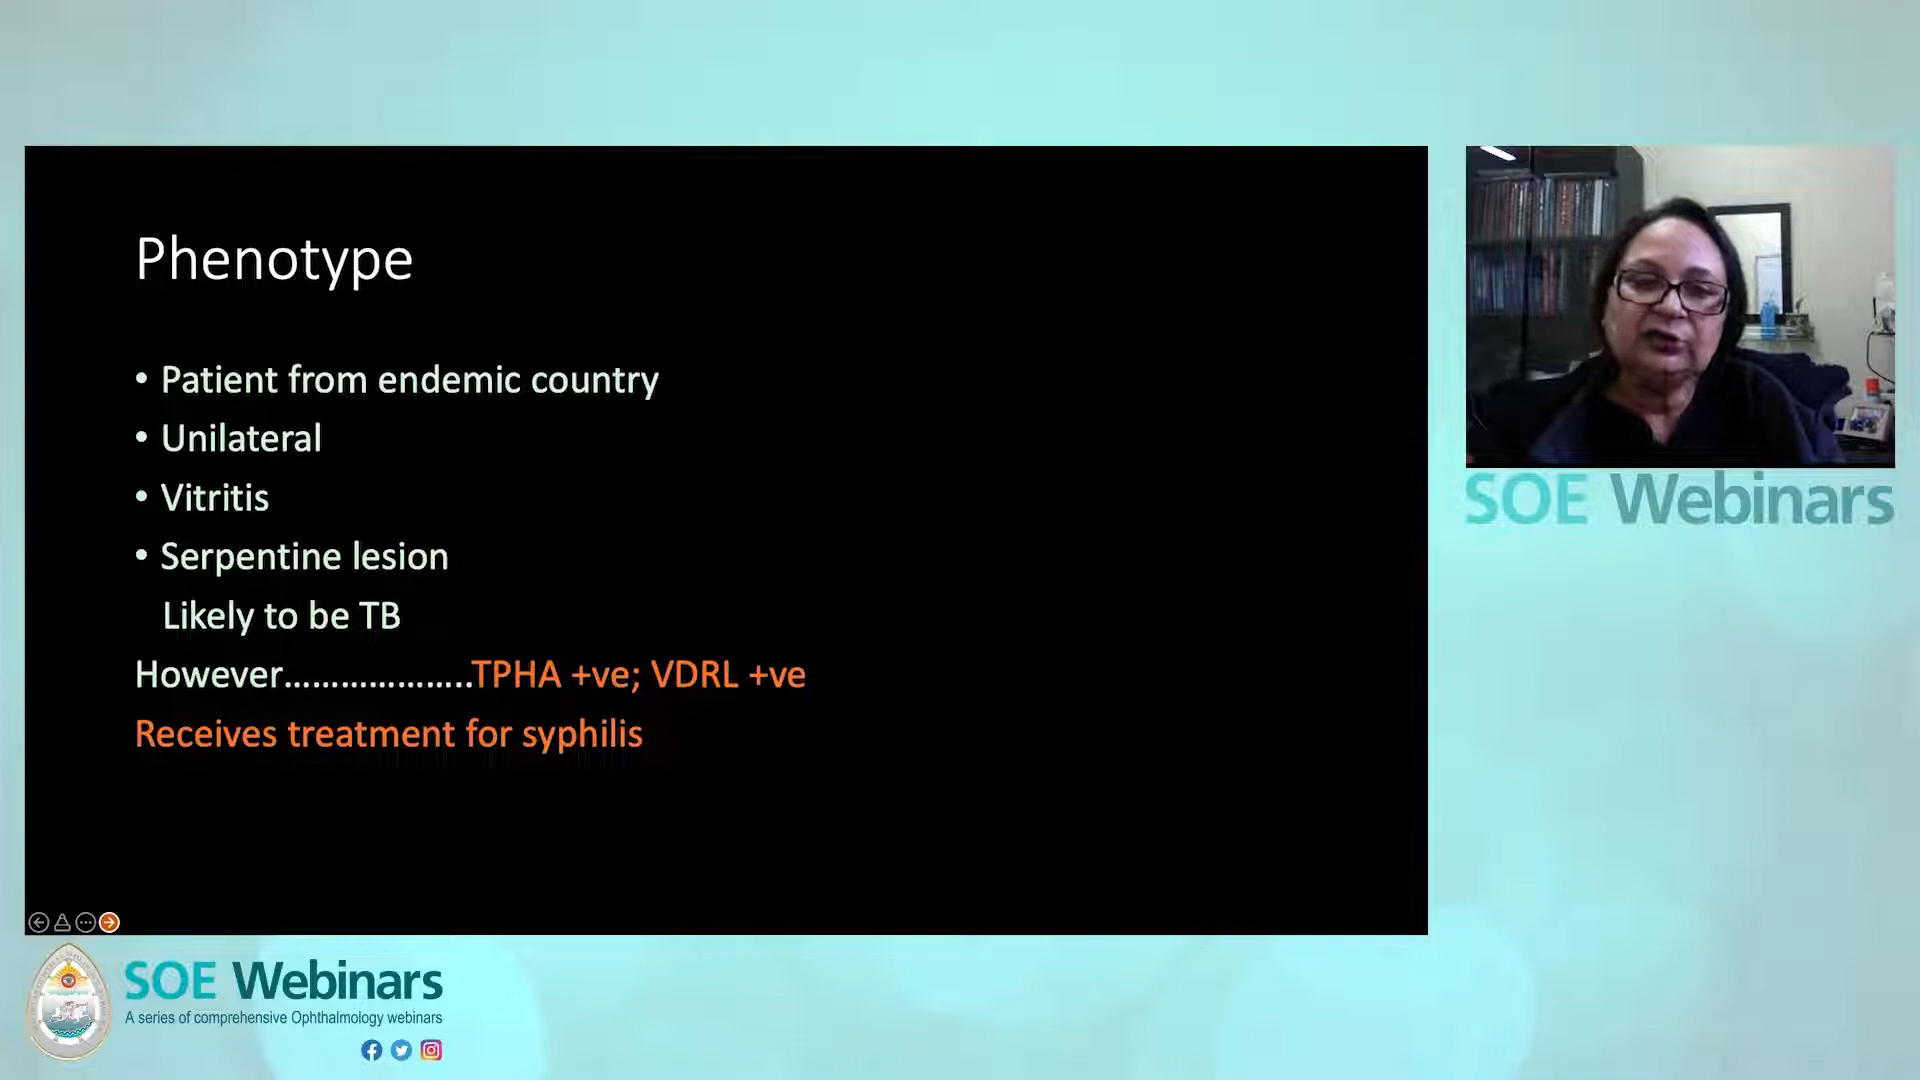 Phenotype
• Patient from endemic country
• Unilateral
• Vitritis
• Serpentine lesion
Likely to be TB
However………………..TPHA +ve; VDRL +ve
Receives treatment for syphilis
SOE Webinars
SOE Webinars
A series of comprehensive Ophthalmology webinars